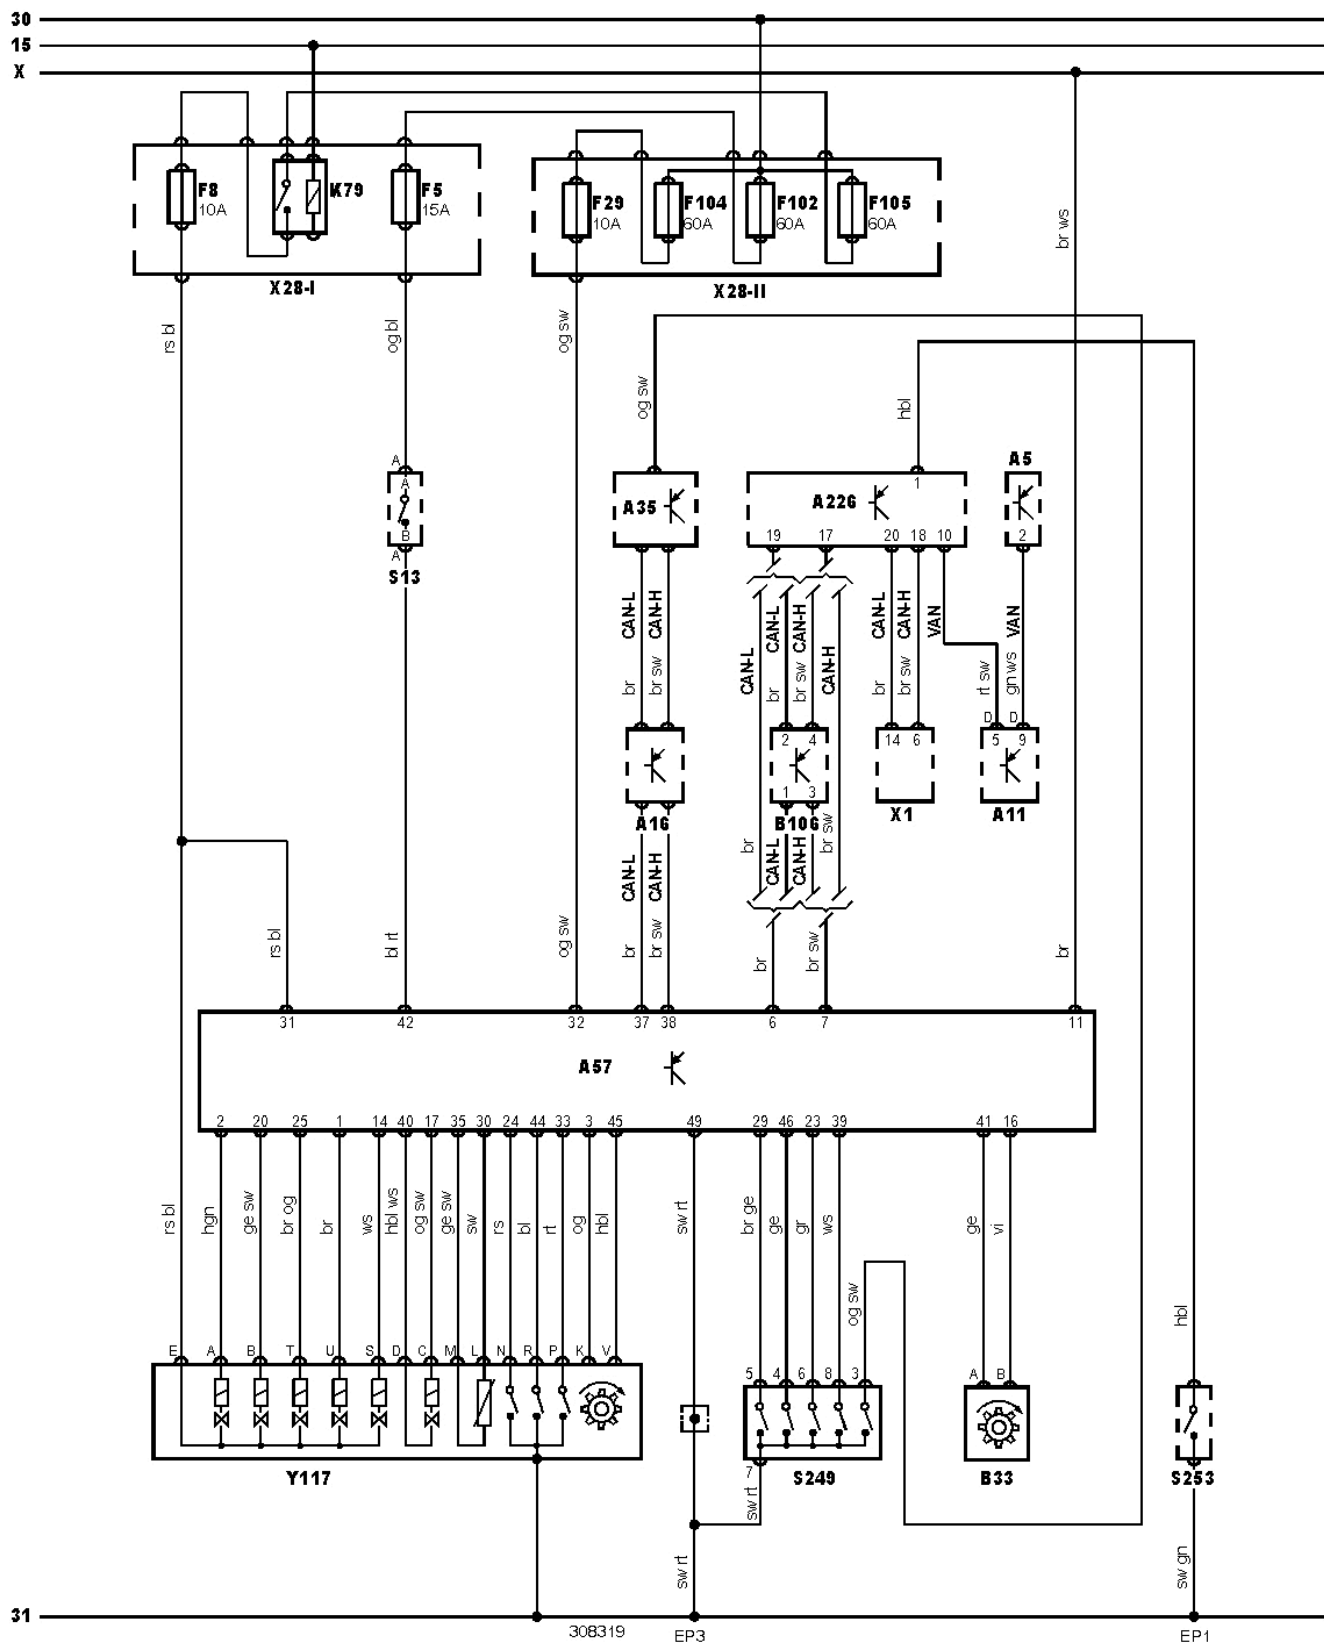 30
15
X
F8
10A
K79
F5
15A
F29
10A
F104
60A
F102
60A
F105
60A
X28-I
X28-II
br ws
rs bl
og bl
og sw
og sw
hbl
A
A
B
A
S13
A35
A226
1
A5
19 17 20 18 10
2
CAN-L
CAN-H
CAN-L
CAN-L
CAN-H
CAN-H
CAN-L
CAN-H
VAN
VAN
br
br sw
br
br sw
br
br sw
rt sw
gn ws
D D
2 4
14 6
5 9
1 3
A16
B106
X1
A11
CAN-L
CAN-H
br
CAN-L
CAN-H
br sw
rs bl
bl rt
og sw
br
br sw
br
br sw
br
31 42 32 37 38 6 7 11
A57
2 20 25 1 14 40 17 35 30 24 44 33 3 45 49 29 46 23 39 41 16
rs bl
hgn
ge sw
br og
br
ws
hbl ws
og sw
ge sw
sw
rs
bl
rt
og
hbl
sw rt
br ge
ge
gr
ws
og sw
ge
vi
hbl
E A B T U S D C M L N R P K V
5 4 6 8 3
A B
Y117
7
S249
B33
S253
sw rt
sw rt
sw gn
31
308319
EP3
EP1